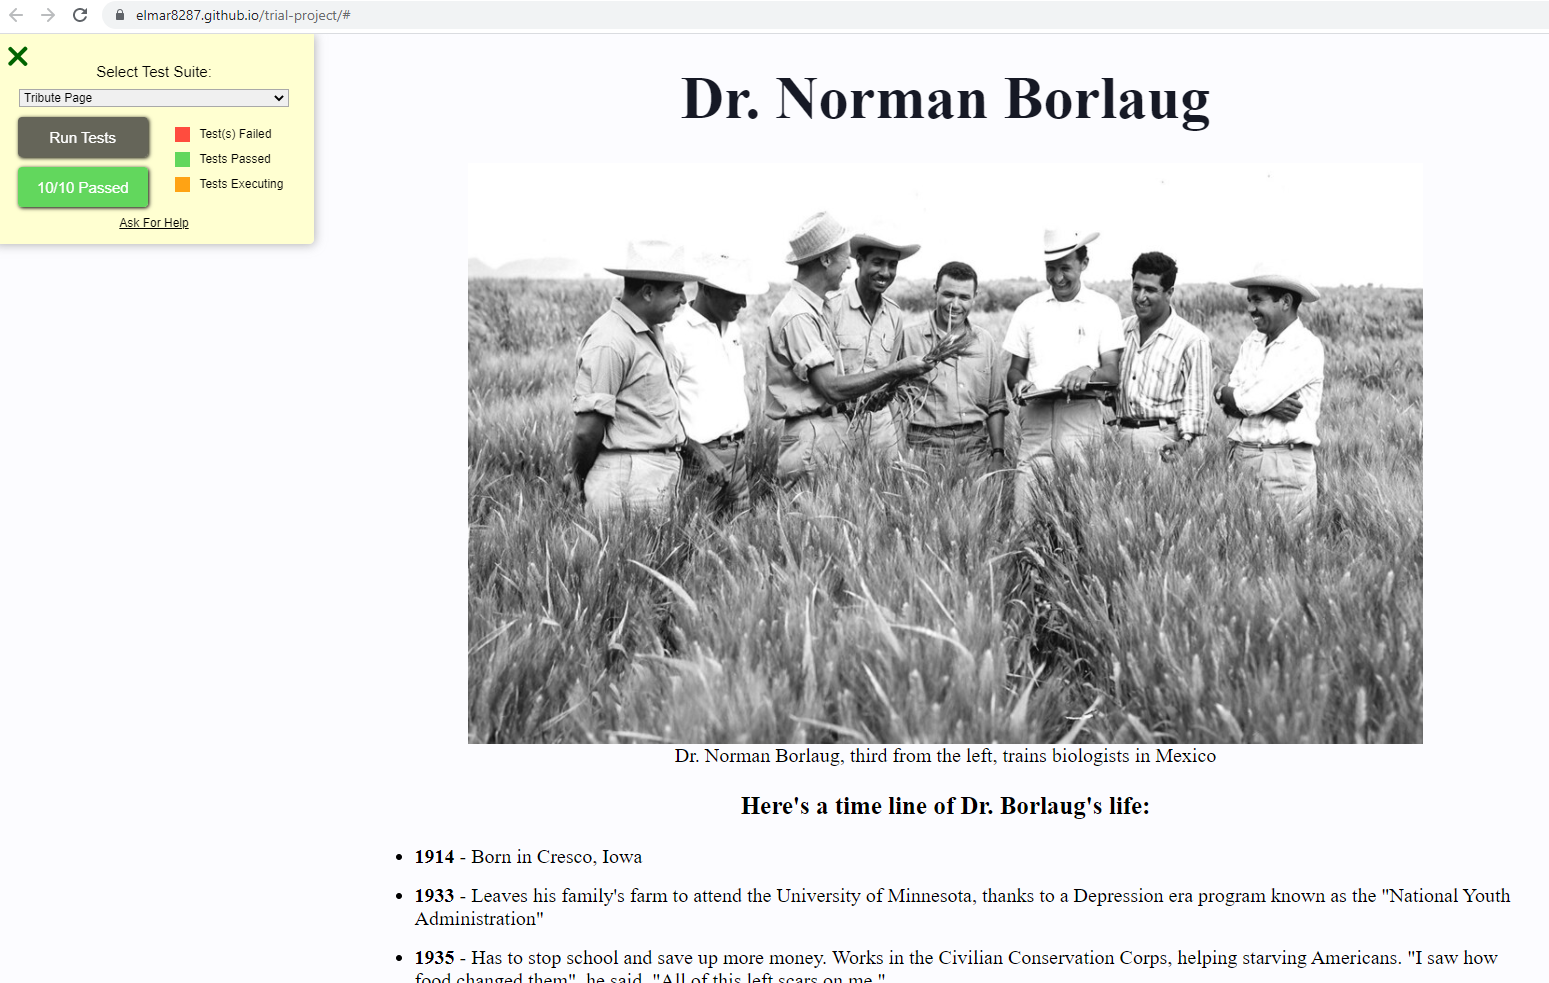 elmar8287.github.io/trial-project/#
Select Test Suite:
Tribute Page
Run Tests
10/10 Passed
Test(s) Failed
Tests Passed
Tests Executing
Ask For Help
Dr. Norman Borlaug
Dr. Norman Borlaug, third from the left, trains biologists in Mexico
Here's a time line of Dr. Borlaug's life:
1914 - Born in Cresco, Iowa
1933 - Leaves his family's farm to attend the University of Minnesota, thanks to a Depression era program known as the "National Youth
Administration"
1935 - Has to stop school and save up more money. Works in the Civilian Conservation Corps, helping starving Americans. "I saw how
food changed them", he said. "All of this left scars on me."